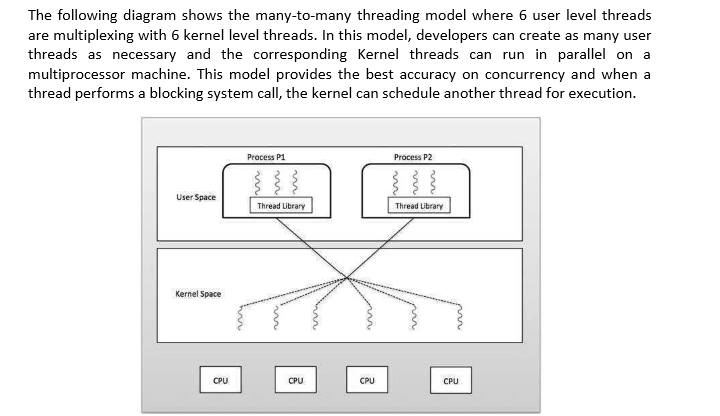 The following diagram shows the many-to-many threading model where 6 user level threads
are multiplexing with 6 kernel level threads. In this model, developers can create as many user
threads as necessary and the corresponding Kernel threads can run in parallel on a
multiprocessor machine. This model provides the best accuracy on concurrency and when a
thread performs a blocking system call, the kernel can schedule another thread for execution.
Process P1
Process P2
User Space
Thread Library
Thread Library
Kernel Space
CPU
CPU
CPU
CPU